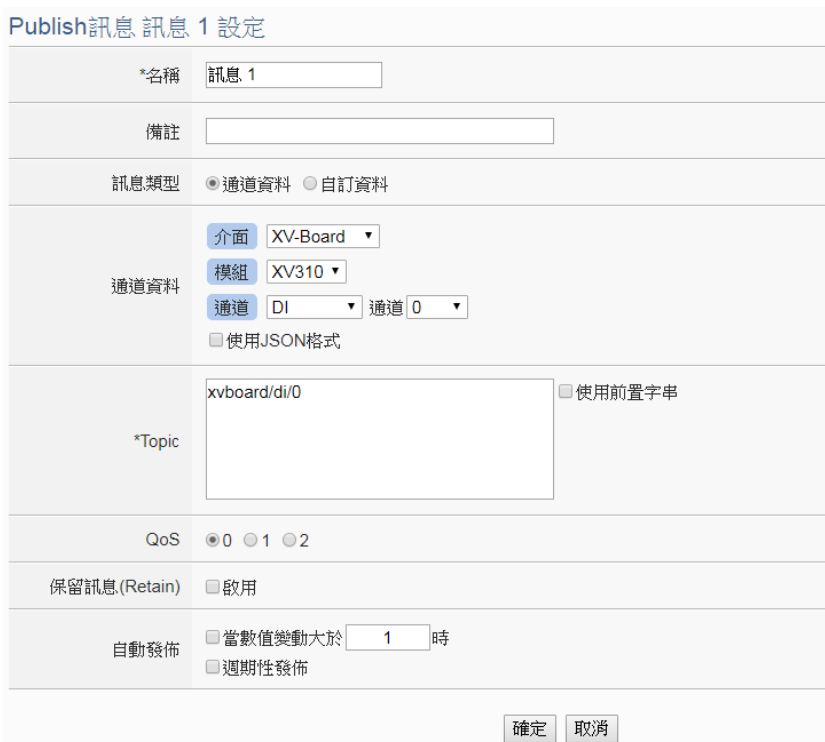 Publish訊息 訊息 1 設定
*名稱 訊息 1
備註
訊息類型 通道資料 自訂資料
介面 XV-Board
模組 XV310
通道資料
通道 DI 通道 0
使用JSON格式
xvboard/di/0 使用前置字串
*Topic
QoS 0 1 2
保留訊息(Retain) 啟用
自動發佈
當數值變動大於 1 時
週期性發佈
確定 取消